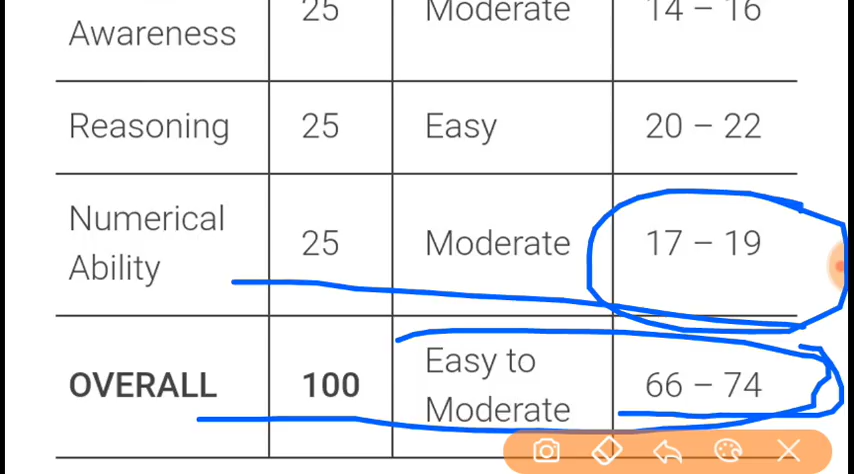 25 Moderate 14 – 16
Awareness
Reasoning 25 Easy 20 – 22
Numerical
25 Moderate 17 – 19
Ability
Easy to
OVERALL 100 66 – 74
Moderate